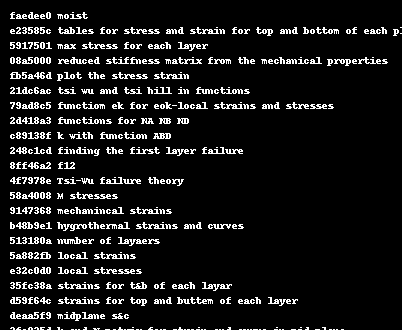 faedee0 moist
e23585c tables for stress and strain for top and bottom of each pl
5917501 max stress for each layer
08a5000 reduced stiffness matrix from the mechanical properties
fb5a46d plot the stress strain
21dc6ac tsi wu and tsi hill in functions
79ad8c5 functiom ek for eok-local strains and stresses
2d418a3 functions for NA NB ND
c89138f k with function ABD
248c1cd finding the first layer failure
8ff46a2 f12
4f7978e Tsi-Wu failure theory
58a4008 M stresses
9147368 mechanincal strains
b48b9e1 hygrothermal strains and curves
513180a number of layaers
5a882fb local strains
e32c0d0 local stresses
35fc38a strains for t&b of each layar
d59f64c strains for top and buttem of each layer
deaa5f9 midplane s&c